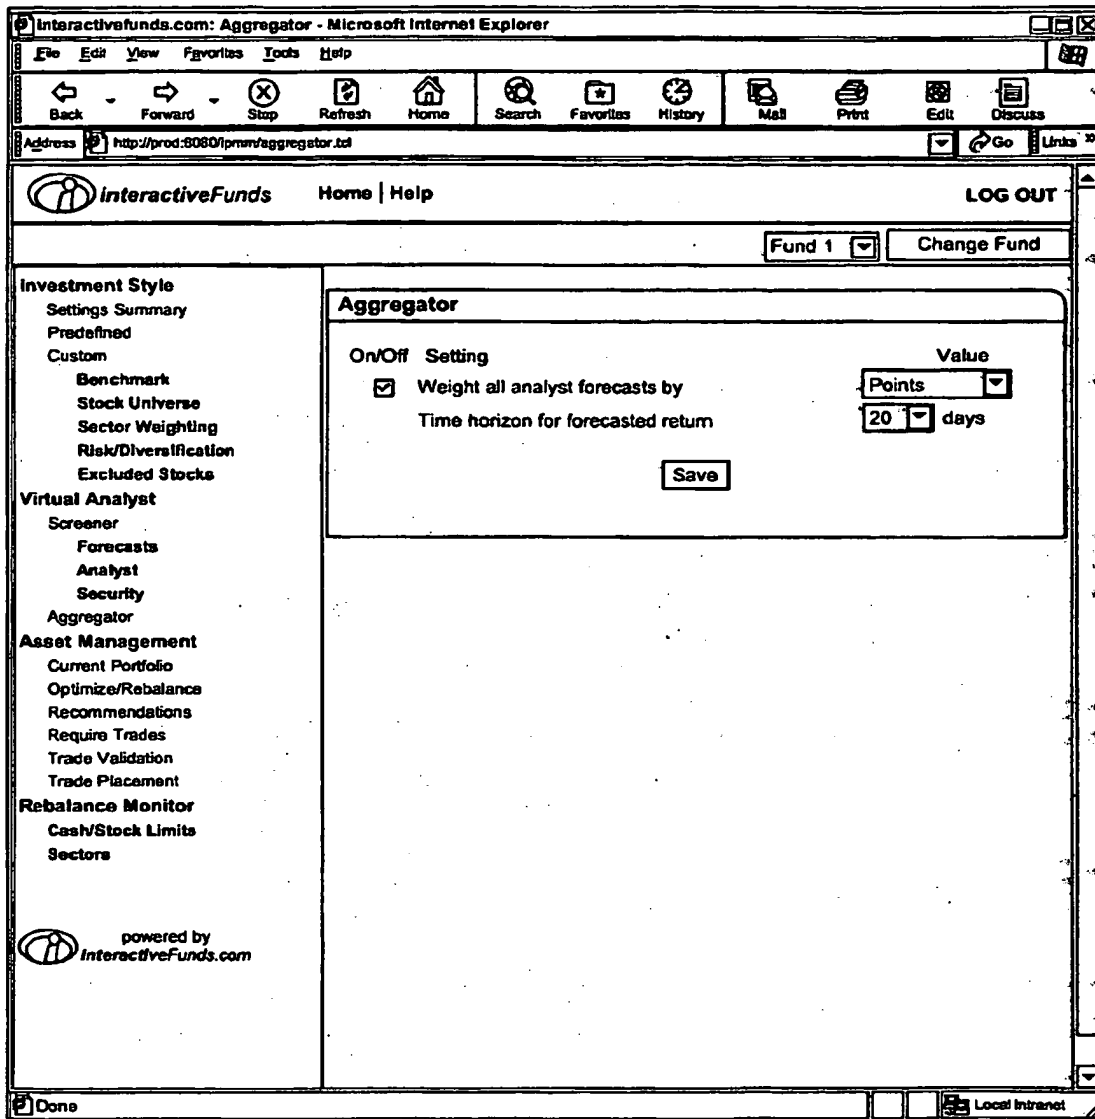 interactivefunds.com: Aggregator - Microsoft Internet Explorer
File Edit View Favorites Tools Help
Back Forward Stop Refresh Home Search Favorites History Mail Print Edit Discuss
Address http://prod:8080/ipmm/aggregator.tcl Go Links »
interactiveFunds Home | Help LOG OUT
Fund 1 Change Fund
Investment Style
Settings Summary
Predefined
Custom
Benchmark
Stock Universe
Sector Weighting
Risk/Diversification
Excluded Stocks
Virtual Analyst
Screener
Forecasts
Analyst
Security
Aggregator
Asset Management
Current Portfolio
Optimize/Rebalance
Recommendations
Require Trades
Trade Validation
Trade Placement
Rebalance Monitor
Cash/Stock Limits
Sectors
powered by
interactiveFunds.com
Aggregator
On/Off Setting Value
Weight all analyst forecasts by Points
Time horizon for forecasted return 20 days
Save
Done Local intranet